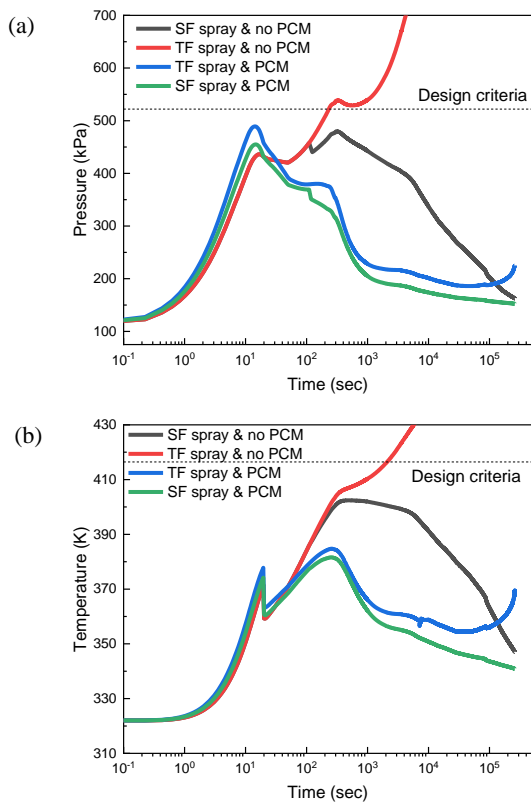 (a)
700
600
500
400
300
200
100
Pressure (kPa)
SF spray & no PCM
TF spray & no PCM
TF spray & PCM
SF spray & PCM
Design criteria
10-1 100 101 102 103 104 105
Time (sec)
(b)
430
410
390
370
350
330
310
Temperature (K)
SF spray & no PCM
TF spray & no PCM
TF spray & PCM
SF spray & PCM
Design criteria
10-1 100 101 102 103 104 105
Time (sec)